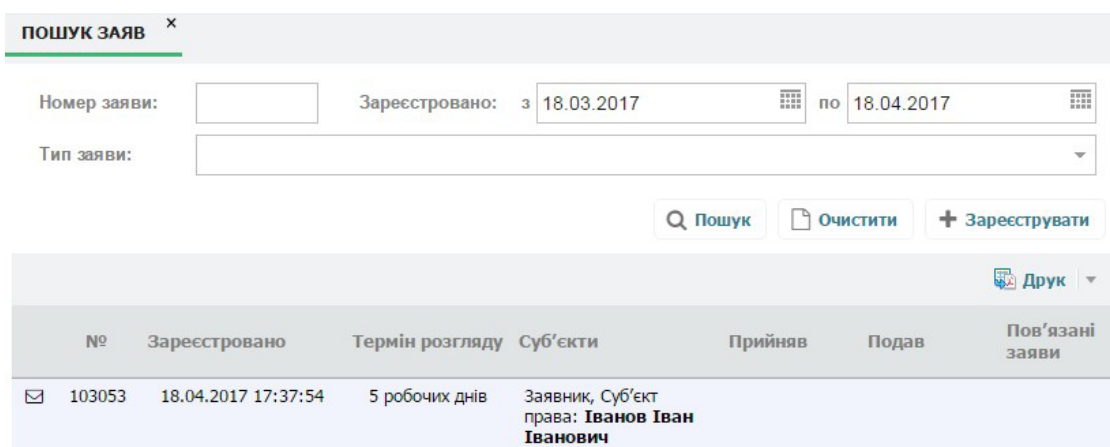 ПОШУК ЗАЯВ ×
Номер заяви: Зареєстровано: з 18.03.2017 по 18.04.2017
Тип заяви:
Пошук Очистити + Зареєструвати
Друк
№ Зареєстровано Термін розгляду Суб’єкти Прийняв Подав Пов’язані заяви
103053 18.04.2017 17:37:54 5 робочих днів Заявник, Суб’єкт
права: Іванов Іван
Іванович